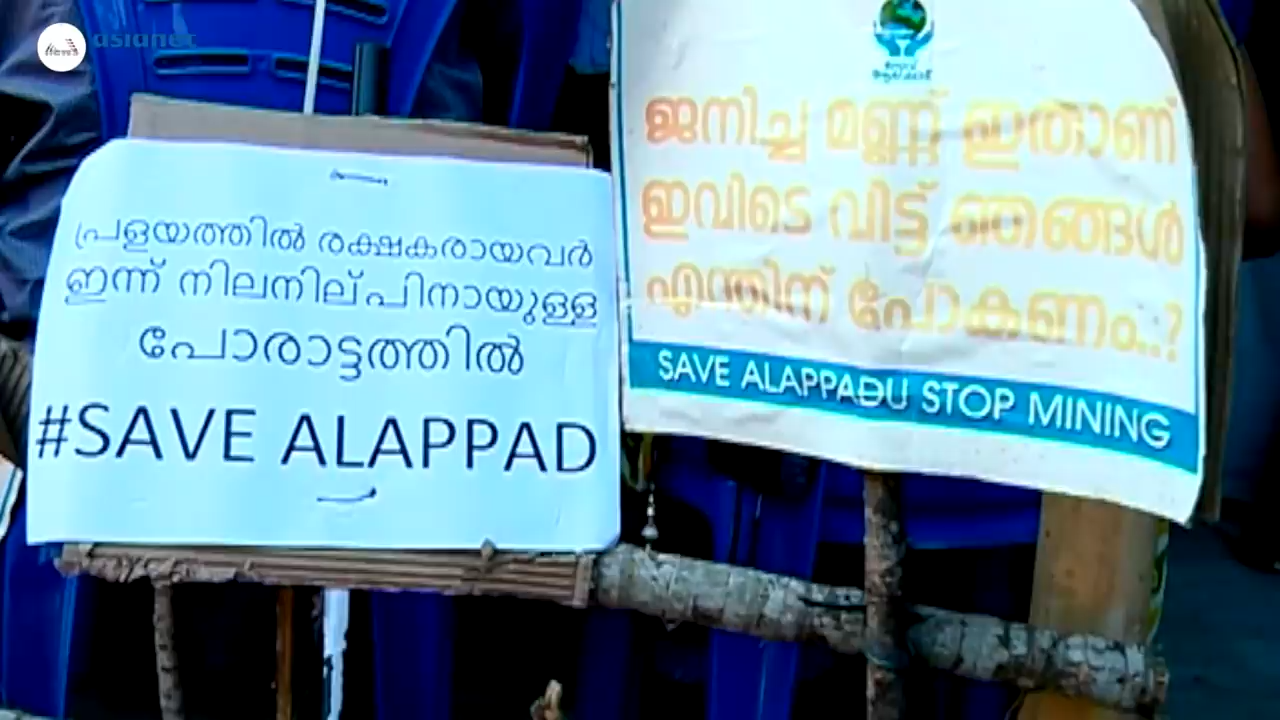 asianet
പ്രളയത്തിൽ രക്ഷകരായവർ
ഇന്ന് നിലനില്പിനായുള്ള
പോരാട്ടത്തിൽ
#SAVE ALAPPAD
ജനിച്ച മണ്ണ് ഇതാണ്
ഇവിടെ വിട്ട് ഞങ്ങൾ
എന്തിന് പോകണം..?
SAVE ALAPPADU STOP MINING